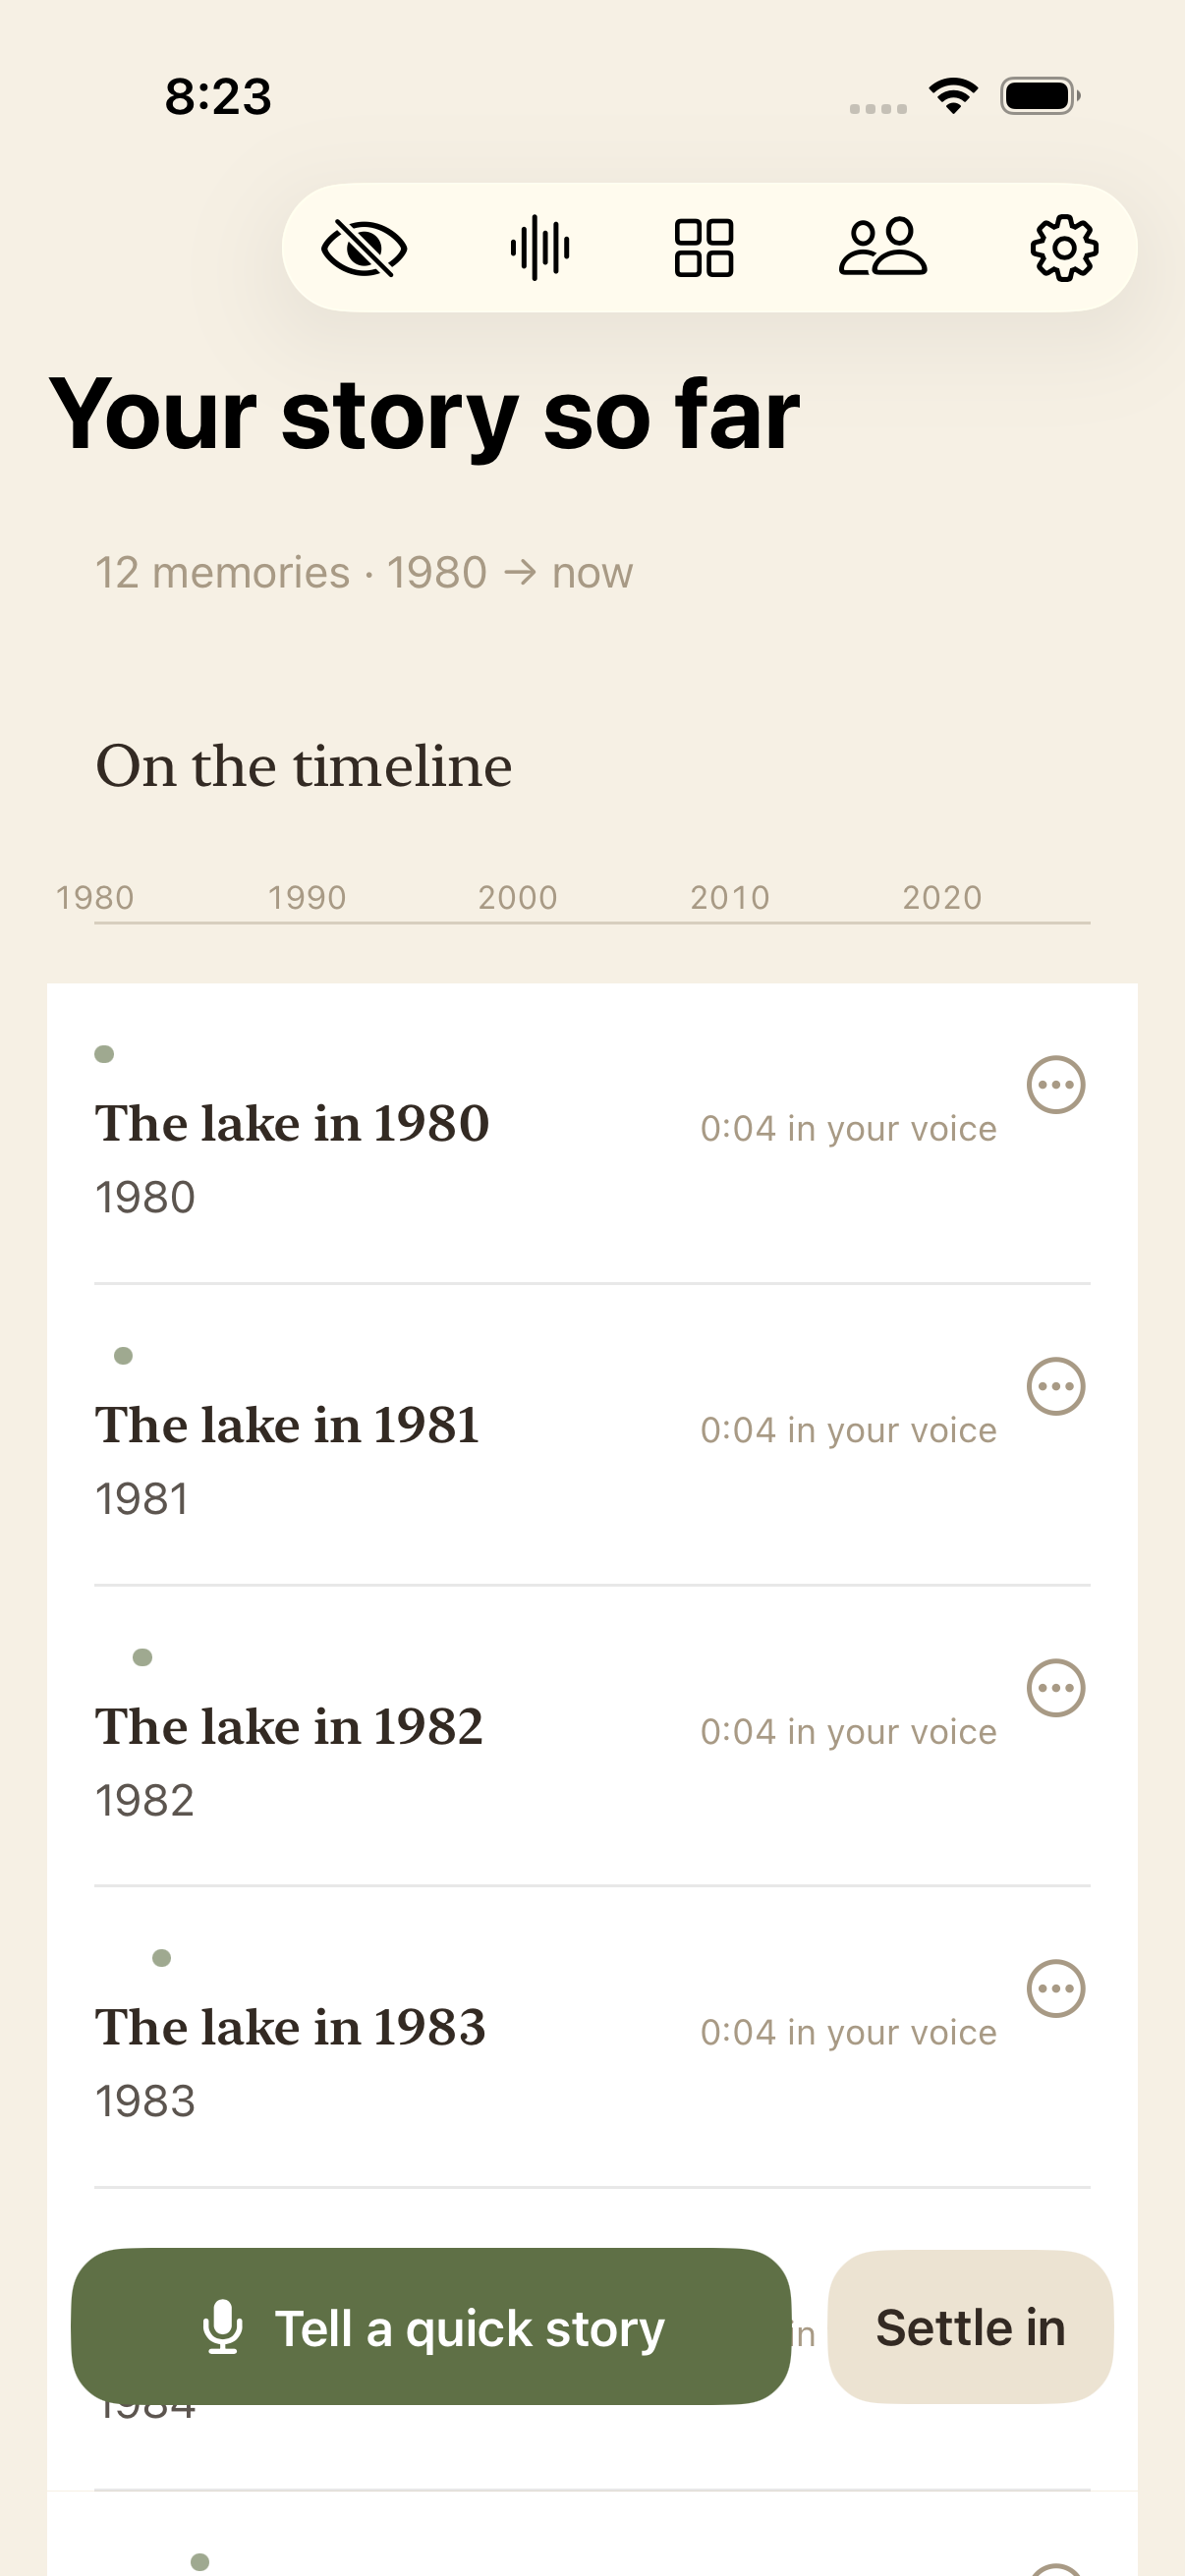 8:23
Your story so far
12 memories · 1980 → now
On the timeline
1980 1990 2000 2010 2020
The lake in 1980
0:04 in your voice
1980
The lake in 1981
0:04 in your voice
1981
The lake in 1982
0:04 in your voice
1982
The lake in 1983
0:04 in your voice
1983
Tell a quick story
in
Settle in
1984